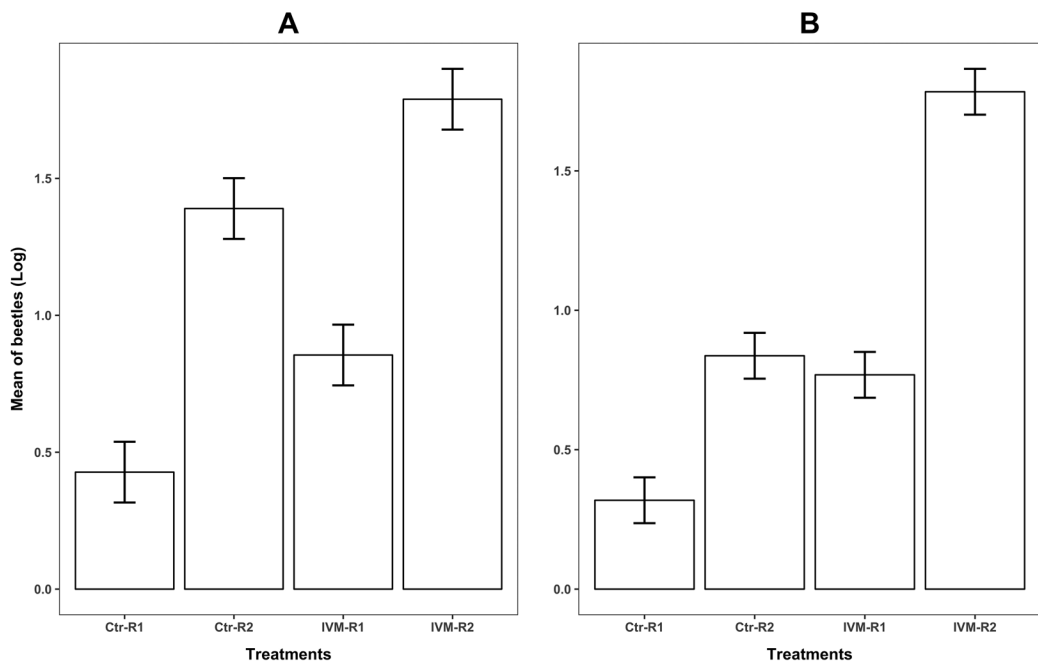 A
Mean of beetles (Log)
1.5
1.0
0.5
0.0
Ctr-R1 Ctr-R2 IVM-R1 IVM-R2
Treatments
B
1.5
1.0
0.5
0.0
Ctr-R1 Ctr-R2 IVM-R1 IVM-R2
Treatments